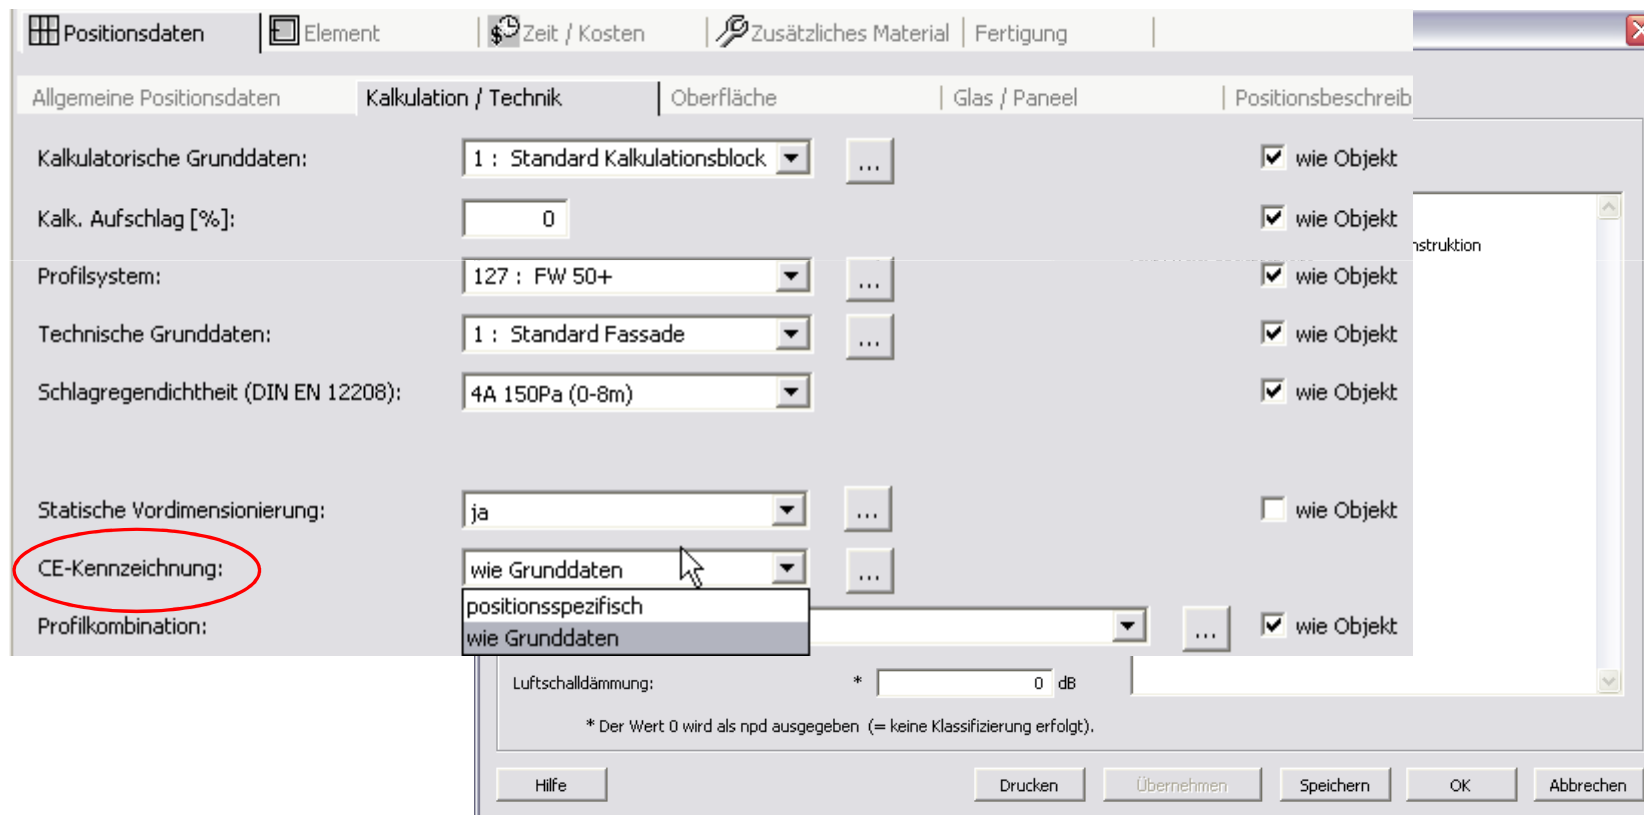 Positionsdaten Element Zeit / Kosten Zusätzliches Material Fertigung
Allgemeine Positionsdaten Kalkulation / Technik Oberfläche Glas / Paneel Positionsbeschreib
Kalkulatorische Grunddaten: 1 : Standard Kalkulationsblock ... wie Objekt
Kalk. Aufschlag [%]: 0 wie Objekt
nstruktion
Profilsystem: 127 : FW 50+ ... wie Objekt
Technische Grunddaten: 1 : Standard Fassade ... wie Objekt
Schlagregendichtheit (DIN EN 12208): 4A 150Pa (0-8m) wie Objekt
Statische Vordimensionierung: ja ... wie Objekt
CE-Kennzeichnung: wie Grunddaten ...
positionsspezifisch
Profilkombination: ... wie Objekt
wie Grunddaten
Luftschalldämmung: * 0 dB
* Der Wert 0 wird als npd ausgegeben (= keine Klassifizierung erfolgt).
Hilfe Drucken Übernehmen Speichern OK Abbrechen